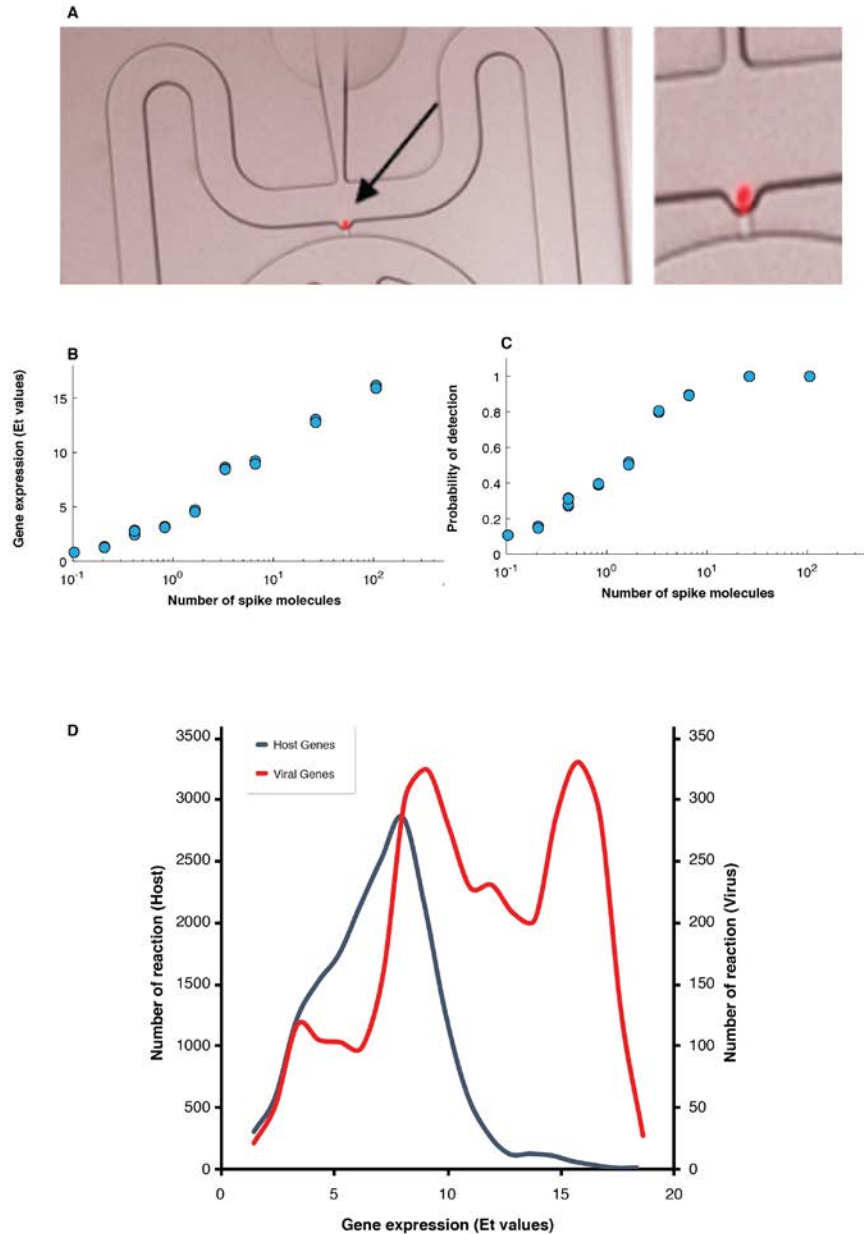 A
B
Gene expression (Et values)
15
10
5
0
10-1
100
101
102
Number of spike molecules
C
Probability of detection
1
0.8
0.6
0.4
0.2
0
10-1
100
101
102
Number of spike molecules
D
Host Genes
Viral Genes
Number of reaction (Host)
3500
3000
2500
3500
1000
500
0
Number of reaction (Virus)
350
300
250
200
150
100
50
0
0
5
10
15
20
Gene expression (Et values)